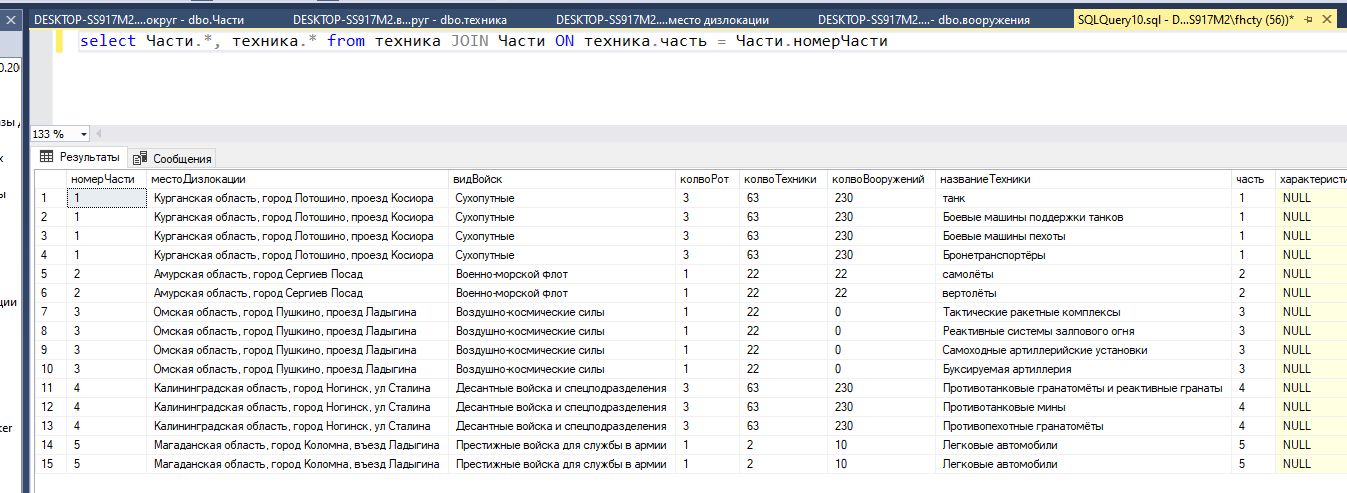 DESKTOP-SS917M2....округ - dbo.Части DESKTOP-SS917M2.в...руг - dbo.техника DESKTOP-SS917M2....место дизлокации DESKTOP-SS917M2....- dbo.вооружения SQLQuery10.sql - D...S917M2\fhcty (56))*
select Части.*, техника.* from техника JOIN Части ON техника.часть = Части.номерЧасти
133 %
Результаты Сообщения
номерЧасти местоДизлокации видВойск колвоРот колвоТехники колвоВооружений названиеТехники часть характеристи
1 1 Курганская область, город Лотошино, проезд Косиора Сухопутные 3 63 230 танк 1 NULL
2 1 Курганская область, город Лотошино, проезд Косиора Сухопутные 3 63 230 Боевые машины поддержки танков 1 NULL
3 1 Курганская область, город Лотошино, проезд Косиора Сухопутные 3 63 230 Боевые машины пехоты 1 NULL
4 1 Курганская область, город Лотошино, проезд Косиора Сухопутные 3 63 230 Бронетранспортёры 1 NULL
5 2 Амурская область, город Сергиев Посад Военно-морской флот 1 22 22 самолёты 2 NULL
6 2 Амурская область, город Сергиев Посад Военно-морской флот 1 22 22 вертолёты 2 NULL
7 3 Омская область, город Пушкино, проезд Ладыгина Воздушно-космические силы 1 22 0 Тактические ракетные комплексы 3 NULL
8 3 Омская область, город Пушкино, проезд Ладыгина Воздушно-космические силы 1 22 0 Реактивные системы залпового огня 3 NULL
9 3 Омская область, город Пушкино, проезд Ладыгина Воздушно-космические силы 1 22 0 Самоходные артиллерийские установки 3 NULL
10 3 Омская область, город Пушкино, проезд Ладыгина Воздушно-космические силы 1 22 0 Буксируемая артиллерия 3 NULL
11 4 Калининградская область, город Ногинск, ул Сталина Десантные войска и спецподразделения 3 63 230 Противотанковые гранатомёты и реактивные гранаты 4 NULL
12 4 Калининградская область, город Ногинск, ул Сталина Десантные войска и спецподразделения 3 63 230 Противотанковые мины 4 NULL
13 4 Калининградская область, город Ногинск, ул Сталина Десантные войска и спецподразделения 3 63 230 Противопехотные гранатомёты 4 NULL
14 5 Магаданская область, город Коломна, въезд Ладыгина Престижные войска для службы в армии 1 2 10 Легковые автомобили 5 NULL
15 5 Магаданская область, город Коломна, въезд Ладыгина Престижные войска для службы в армии 1 2 10 Легковые автомобили 5 NULL